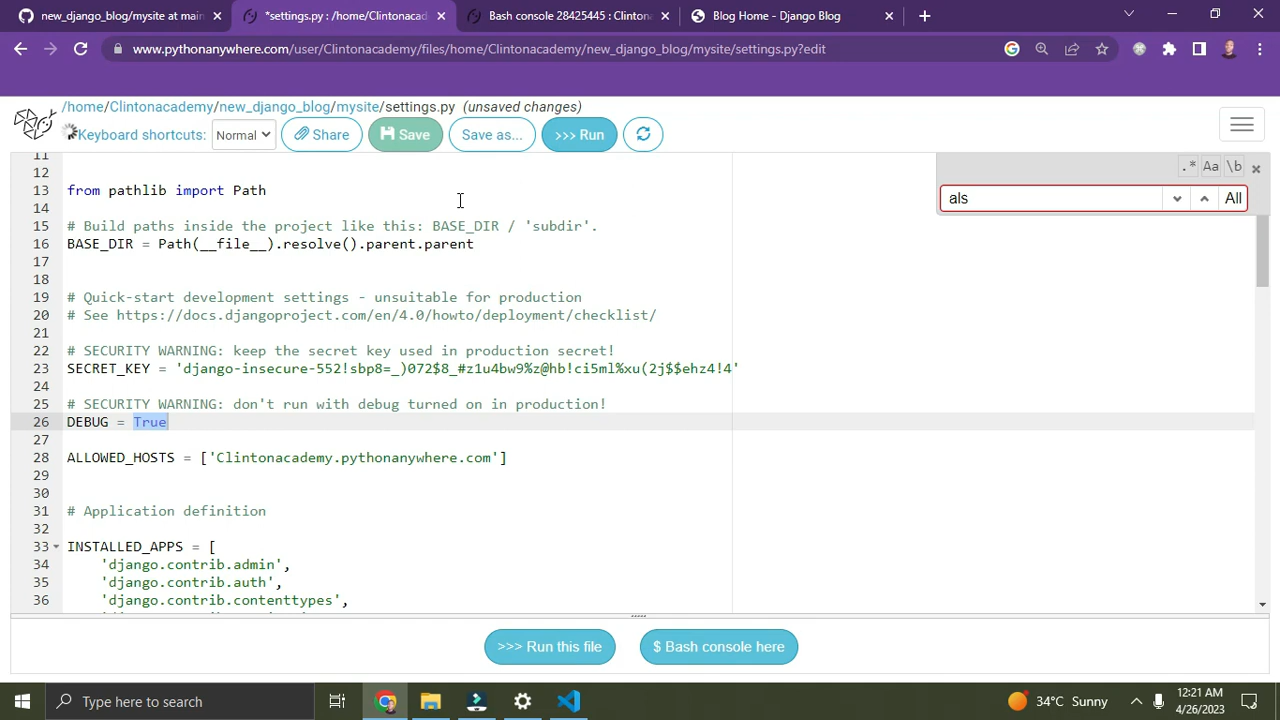 new_django_blog/mysite at main
*settings.py : /home/Clintonacad
Bash console 28425445 : Clintona
Blog Home - Django Blog
www.pythonanywhere.com/user/Clintonacademy/files/home/Clintonacademy/new_django_blog/mysite/settings.py?edit
/home/Clintonacademy/new_django_blog/mysite/settings.py (unsaved changes)
Keyboard shortcuts: Normal Share Save Save as... >>> Run
.* Aa \b
als All
11
12
13 from pathlib import Path
14
15 # Build paths inside the project like this: BASE_DIR / 'subdir'.
16 BASE_DIR = Path(__file__).resolve().parent.parent
17
18
19 # Quick-start development settings - unsuitable for production
20 # See https://docs.djangoproject.com/en/4.0/howto/deployment/checklist/
21
22 # SECURITY WARNING: keep the secret key used in production secret!
23 SECRET_KEY = 'django-insecure-552!sbp8=_)072$8_#z1u4bw9%z@hb!ci5ml%xu(2j$$ehz4!4'
24
25 # SECURITY WARNING: don't run with debug turned on in production!
26 DEBUG = True
27
28 ALLOWED_HOSTS = ['Clintonacademy.pythonanywhere.com']
29
30
31 # Application definition
32
33 INSTALLED_APPS = [
34 'django.contrib.admin',
35 'django.contrib.auth',
36 'django.contrib.contenttypes',
>>> Run this file
$ Bash console here
Type here to search
34°C Sunny
12:21 AM
4/26/2023